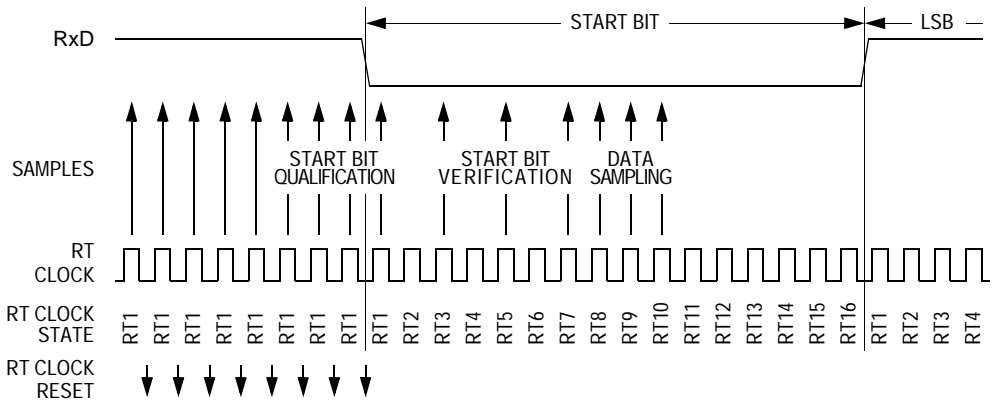 START BIT LSB
RxD
SAMPLES
START BIT
QUALIFICATION
START BIT
VERIFICATION
DATA
SAMPLING
RT
CLOCK
RT CLOCK
STATE
RT1 RT1 RT1 RT1 RT1 RT1 RT1 RT1 RT1 RT2 RT3 RT4 RT5 RT6 RT7 RT8 RT9 RT10 RT11 RT12 RT13 RT14 RT15 RT16 RT1 RT2 RT3 RT4
RT CLOCK
RESET